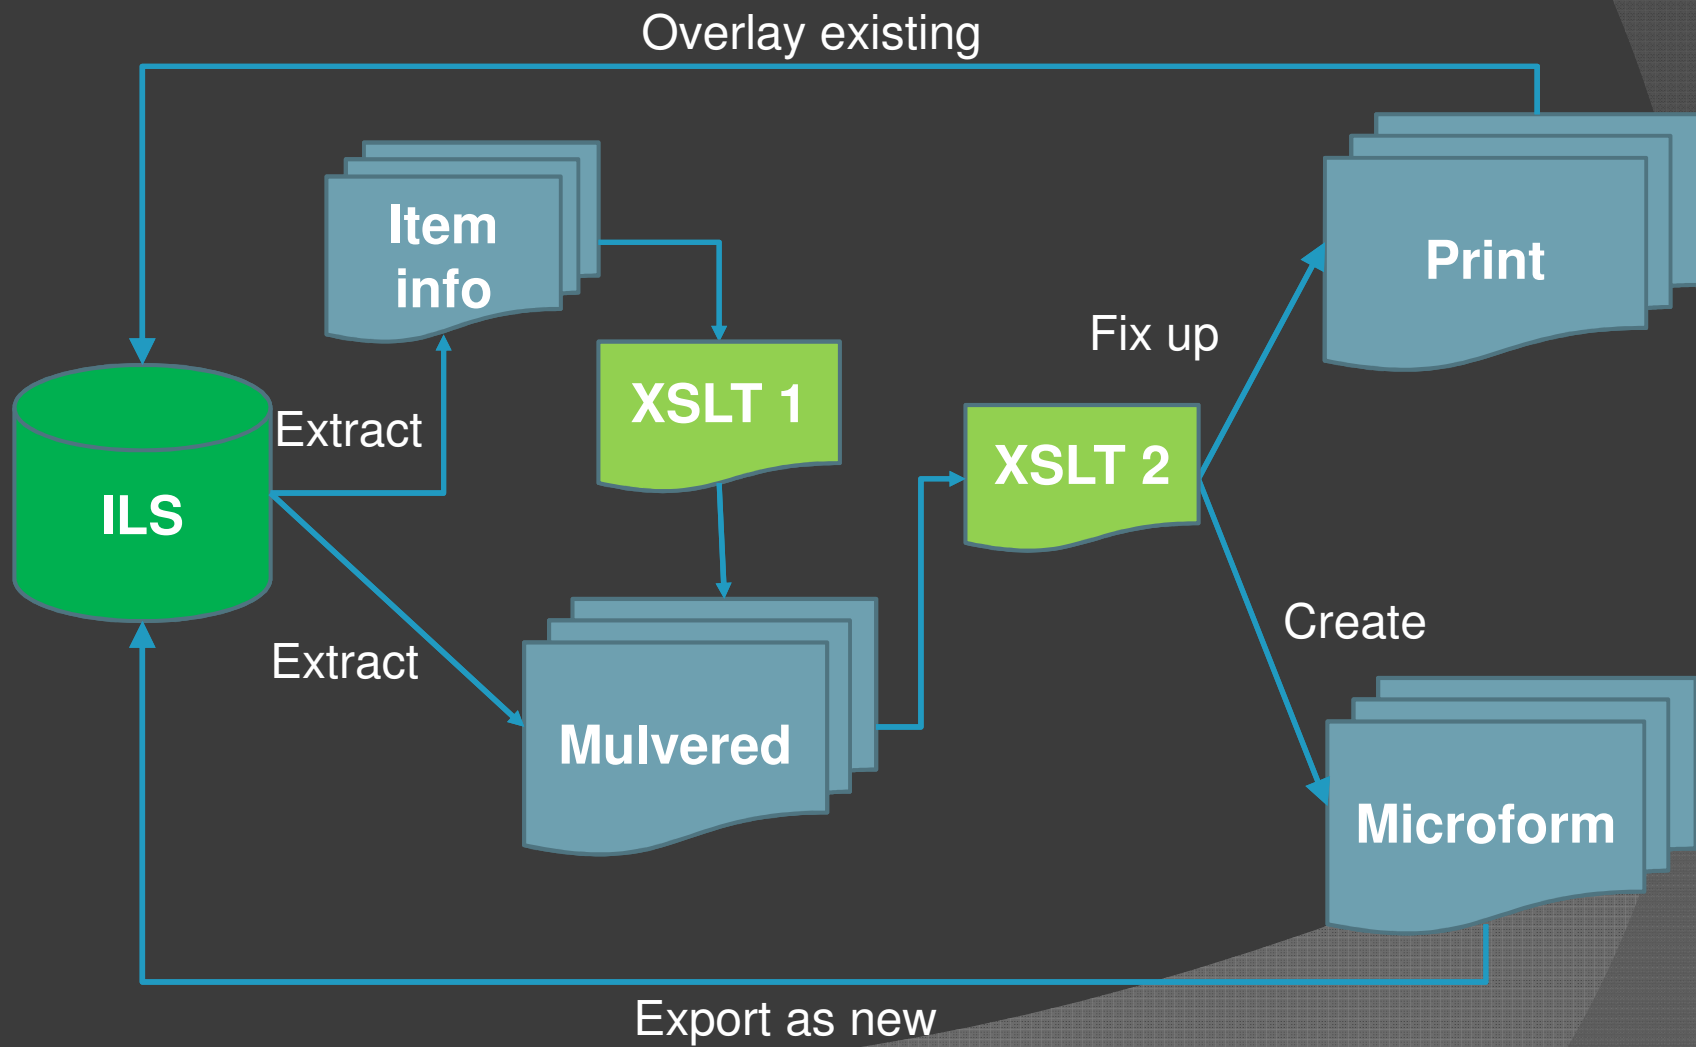 Overlay existing
Item
info
Print
Fix up
XSLT 1
Extract
XSLT 2
ILS
Create
Extract
Mulvered
Microform
Export as new